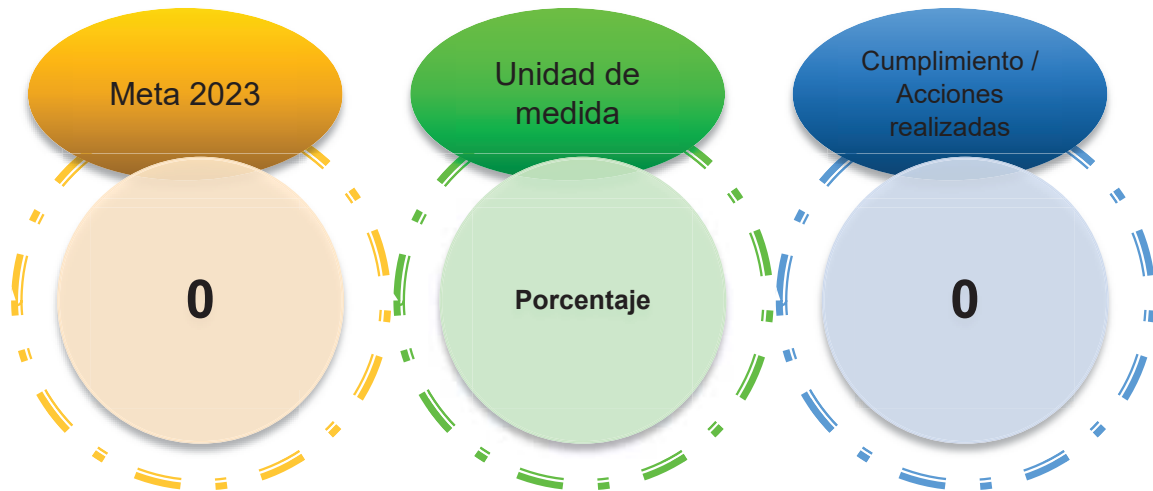 Meta 2023
Unidad de
medida
Cumplimiento /
Acciones
realizadas
0
Porcentaje
0